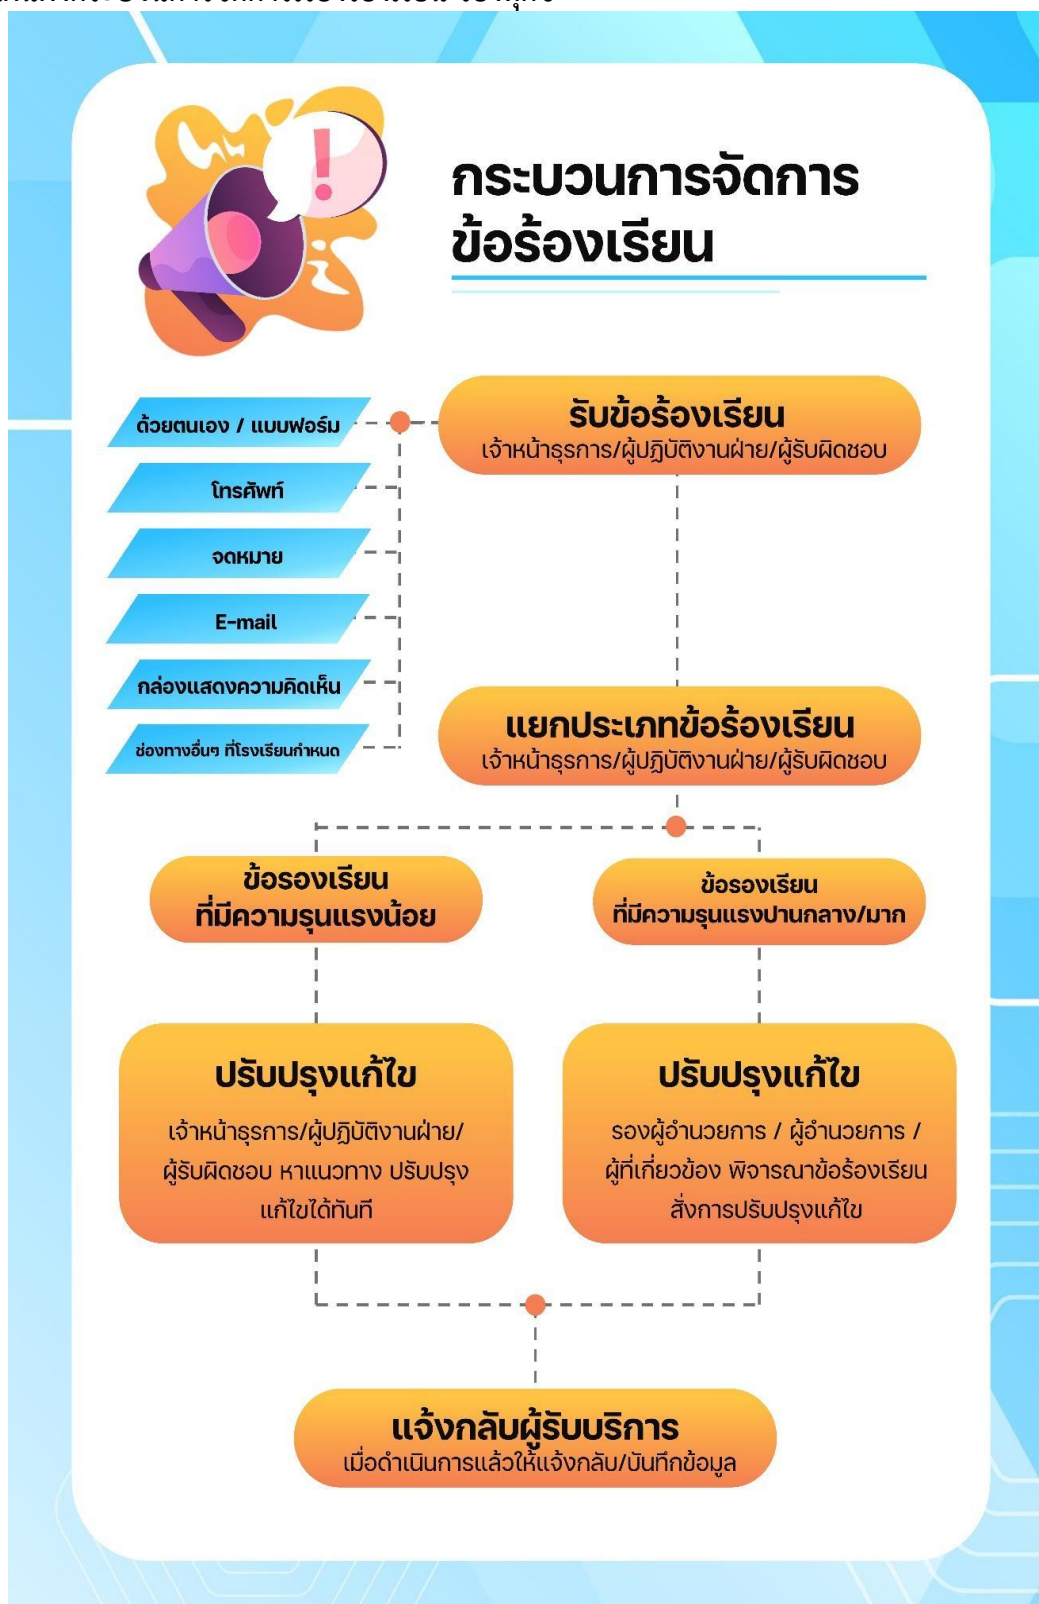 กระบวนการจัดการ
ข้อร้องเรียน
รับข้อร้องเรียน
เจ้าหน้าธุรการ/ผู้ปฏิบัติงานฝ่าย/ผู้รับผิดชอบ
ด้วยตนเอง / แบบฟอร์ม
โทรศัพท์
จดหมาย
E-mail
กล่องแสดงความคิดเห็น
ช่องทางอื่นๆ ที่โรงเรียนกำหนด
แยกประเภทข้อร้องเรียน
เจ้าหน้าธุรการ/ผู้ปฏิบัติงานฝ่าย/ผู้รับผิดชอบ
ข้อรองเรียน
ที่มีความรุนแรงน้อย
ข้อรองเรียน
ที่มีความรุนแรงปานกลาง/มาก
ปรับปรุงแก้ไข
เจ้าหน้าธุรการ/ผู้ปฏิบัติงานฝ่าย/
ผู้รับผิดชอบ หาแนวทาง ปรับปรุง
แก้ไขได้ทันที
ปรับปรุงแก้ไข
รองผู้อำนวยการ / ผู้อำนวยการ /
ผู้ที่เกี่ยวข้อง พิจารณาข้อร้องเรียน
สั่งการปรับปรุงแก้ไข
แจ้งกลับผู้รับบริการ
เมื่อดำเนินการแล้วให้แจ้งกลับ/บันทึกข้อมูล